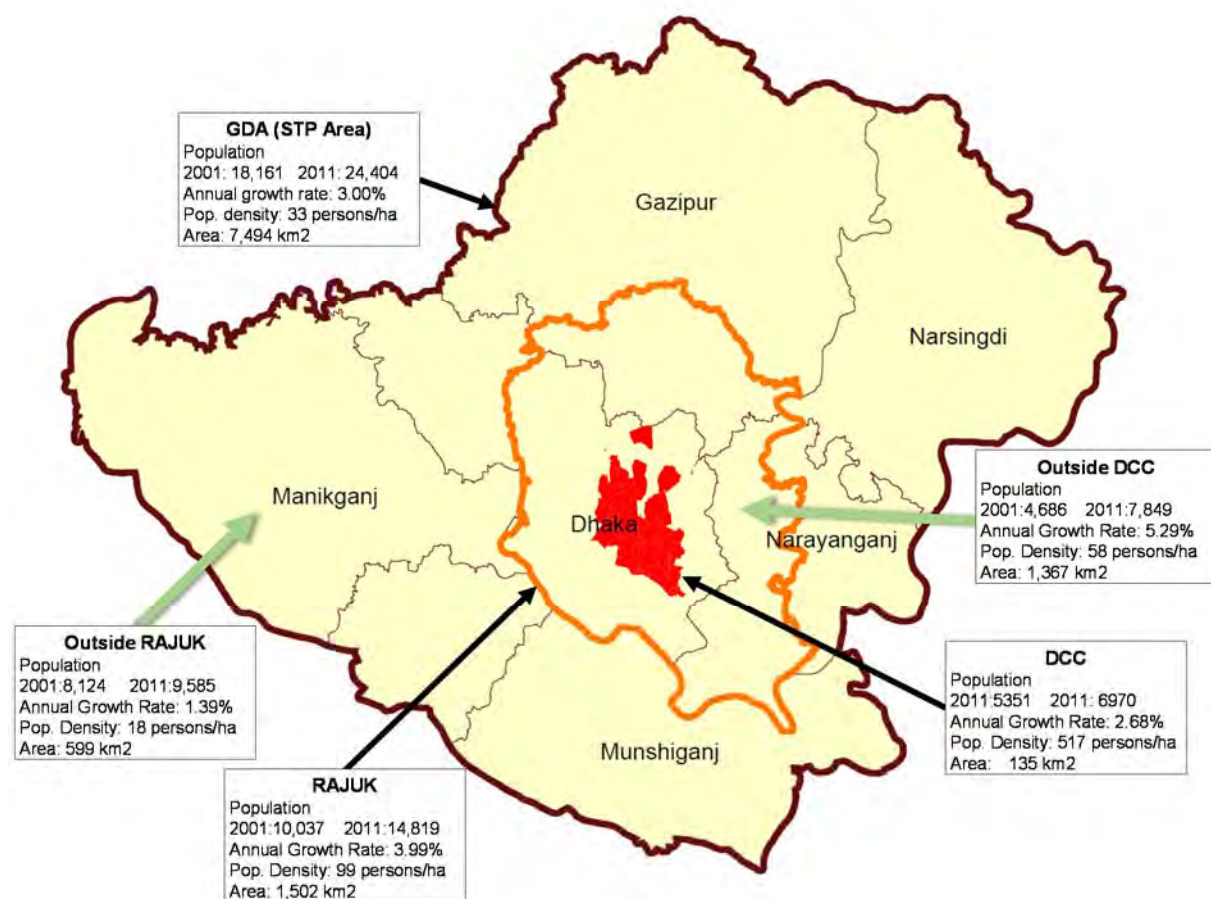 GDA (STP Area)
Population
2001: 18,161 2011: 24,404
Annual growth rate: 3.00%
Pop. density: 33 persons/ha
Area: 7,494 km2
Gazipur
Narsingdi
Manikganj
Dhaka
Narayanganj
Munshiganj
Outside DCC
Population
2001:4,686 2011:7,849
Annual Growth Rate: 5.29%
Pop. Density: 58 persons/ha
Area: 1,367 km2
Outside RAJUK
Population
2001:8,124 2011:9,585
Annual Growth Rate: 1.39%
Pop. Density: 18 persons/ha
Area: 599 km2
DCC
Population
2011:5351 2011: 6970
Annual Growth Rate: 2.68%
Pop. Density: 517 persons/ha
Area: 135 km2
RAJUK
Population
2001:10,037 2011:14,819
Annual Growth Rate: 3.99%
Pop. Density: 99 persons/ha
Area: 1,502 km2